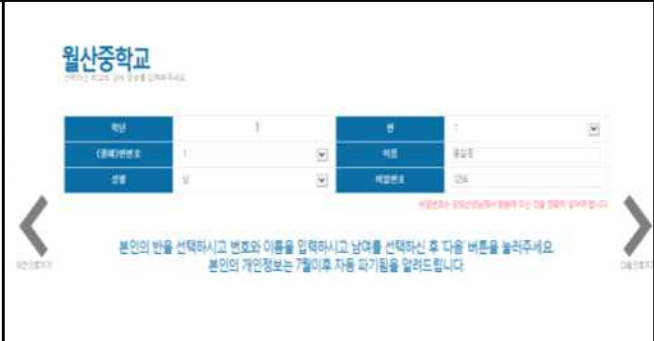 월산중학교
학년 1 반 1
(출석)번호 1 이름 홍길동
성별 남 비밀번호 1234
본인의 반을 선택하시고 번호와 이름을 입력하시고 남여를 선택하신 후 '다음' 버튼을 눌러주세요
본인의 개인정보는 7월이후 자동 파기됨을 알려드립니다